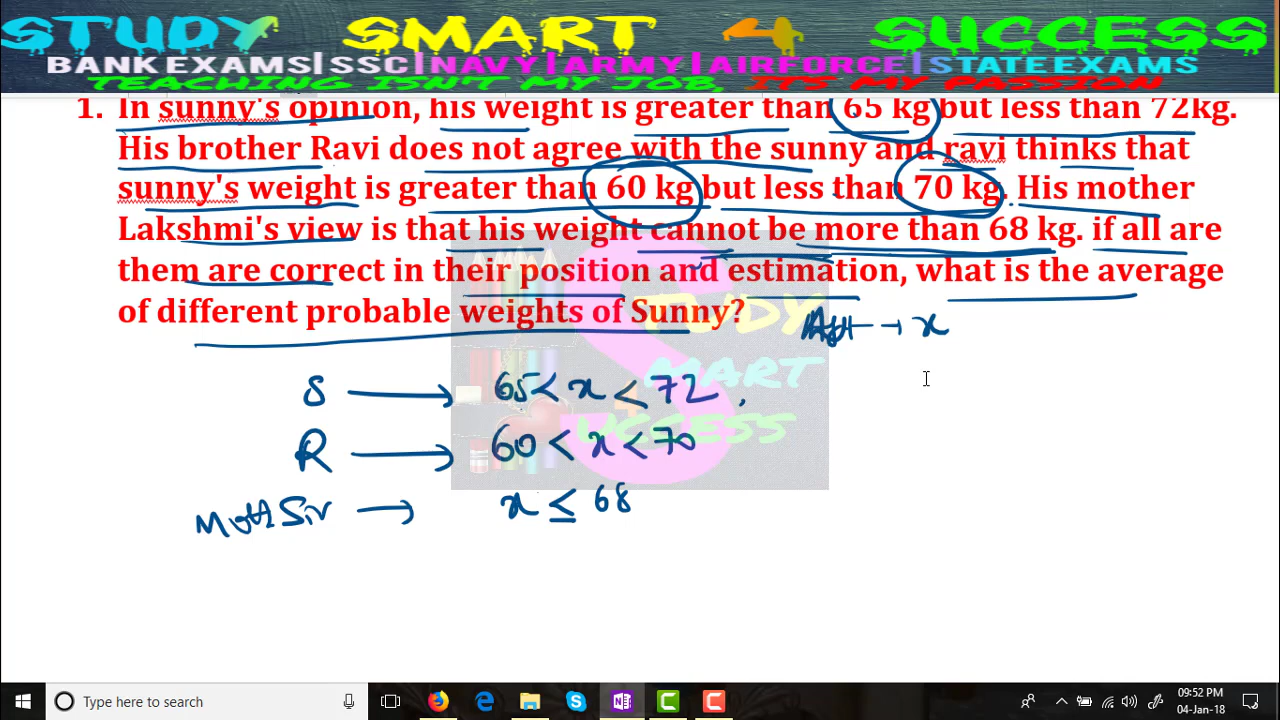 STUDY SMART 4 SUCCESS
BANK EXAMS|SSC|NAVY|ARMY|AIRFORCE|STATE EXAMS
TEACHING ISN'T MY JOB, IT'S MY PASSION
1. In sunny's opinion, his weight is greater than 65 kg but less than 72kg.
His brother Ravi does not agree with the sunny and ravi thinks that
sunny's weight is greater than 60 kg but less than 70 kg. His mother
Lakshmi's view is that his weight cannot be more than 68 kg. if all are
them are correct in their position and estimation, what is the average
of different probable weights of Sunny?
→ x
S → 65 < x < 72 ,
R → 60 < x < 70
→ x ≤ 68
STUDY
SMART
4
SUCCESS
Type here to search
09:52 PM
04-Jan-18